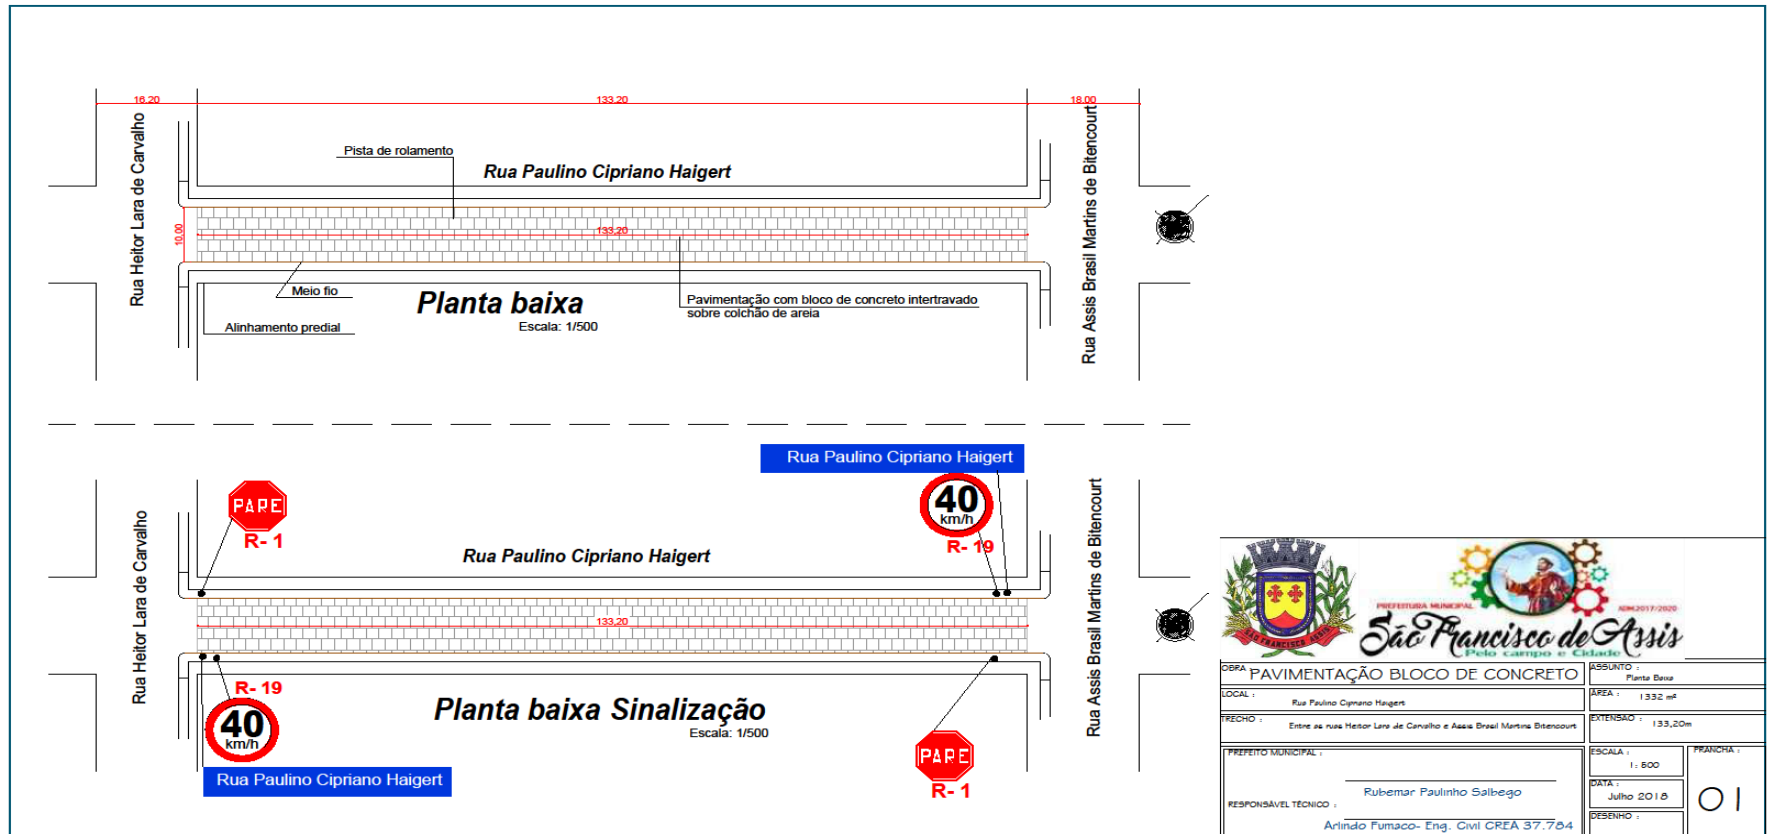 16,20
133,20
18,00
Rua Heitor Lara de Carvalho
Pista de rolamento
Rua Paulino Cipriano Haigert
Rua Assis Brasil Martins de Bitencourt
10,00
133,20
Meio fio
Alinhamento predial
Planta baixa
Escala: 1/500
Pavimentação com bloco de concreto intertravado
sobre colchão de areia
Rua Paulino Cipriano Haigert
PARE
R- 1
40
km/h
R- 19
Rua Heitor Lara de Carvalho
Rua Paulino Cipriano Haigert
Rua Assis Brasil Martins de Bitencourt
133,20
R- 19
40
km/h
Rua Paulino Cipriano Haigert
Planta baixa Sinalização
Escala: 1/500
PARE
R- 1
SÃO FRANCISCO ASSIS
PREFEITURA MUNICIPAL
ADM.2017/2020
São Francisco de Assis
Pelo campo e Cidade
OBRA : PAVIMENTAÇÃO BLOCO DE CONCRETO
ASSUNTO :
Planta Baixa
LOCAL :
Rua Paulino Cipriano Haigert
ÁREA : 1332 m²
TRECHO :
Entre as ruas Heitor Lara de Carvalho e Assis Brasil Martins Bitencourt
EXTENSÃO : 133,20m
PREFEITO MUNICIPAL :
Rubemar Paulinho Salbego
RESPONSÁVEL TÉCNICO :
Arlindo Fumaco- Eng. Civil CREA 37.784
ESCALA :
1: 500
DATA :
Julho 2018
DESENHO :
PRANCHA :
01